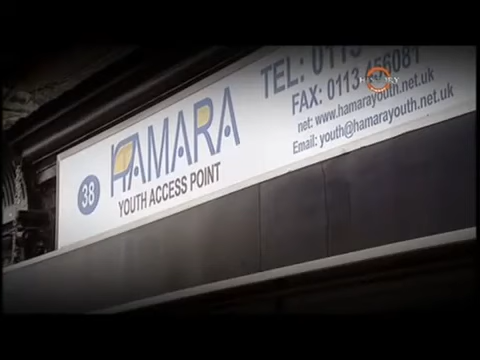 38
HAMARA
YOUTH ACCESS POINT
TEL: 0113
FAX: 0113 456081
net: www.hamarayouth.net.uk
Email: youth@hamarayouth.net.uk